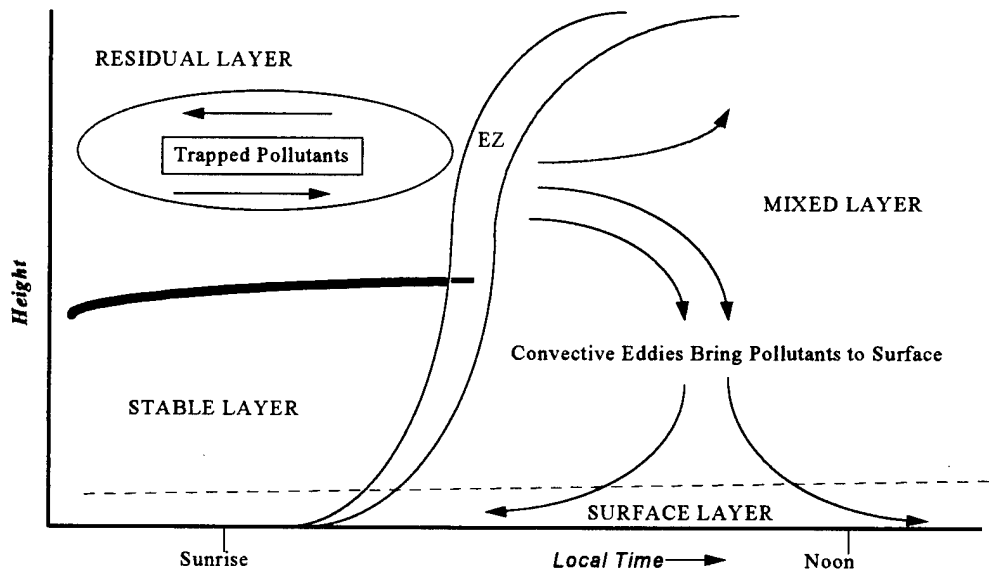 RESIDUAL LAYER
Trapped Pollutants
EZ
MIXED LAYER
Height
Convective Eddies Bring Pollutants to Surface
STABLE LAYER
SURFACE LAYER
Sunrise
Local Time
Noon